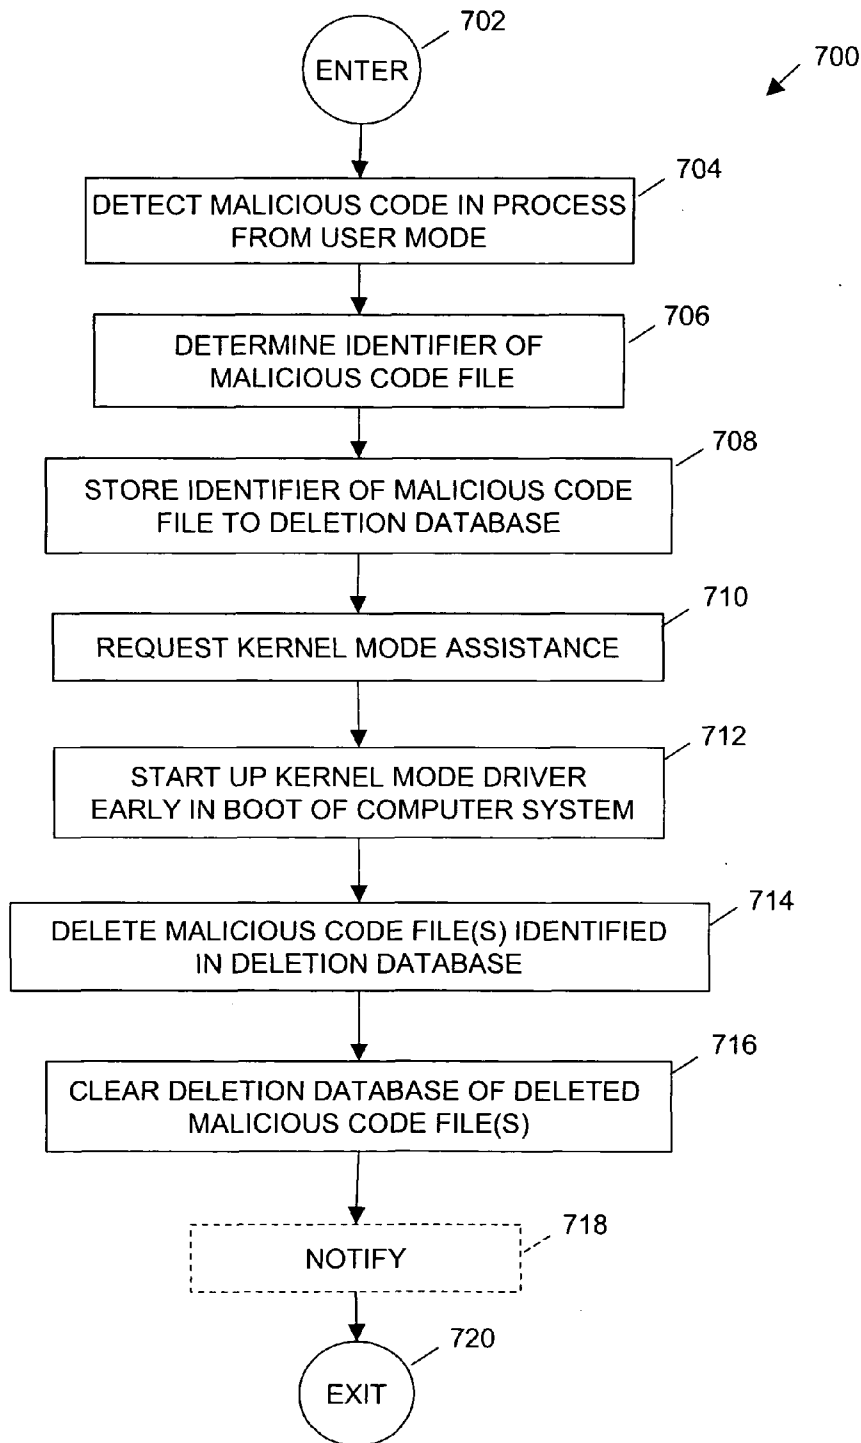 702
ENTER
700
704
DETECT MALICIOUS CODE IN PROCESS
FROM USER MODE
706
DETERMINE IDENTIFIER OF
MALICIOUS CODE FILE
708
STORE IDENTIFIER OF MALICIOUS CODE
FILE TO DELETION DATABASE
710
REQUEST KERNEL MODE ASSISTANCE
712
START UP KERNEL MODE DRIVER
EARLY IN BOOT OF COMPUTER SYSTEM
714
DELETE MALICIOUS CODE FILE(S) IDENTIFIED
IN DELETION DATABASE
716
CLEAR DELETION DATABASE OF DELETED
MALICIOUS CODE FILE(S)
718
NOTIFY
720
EXIT